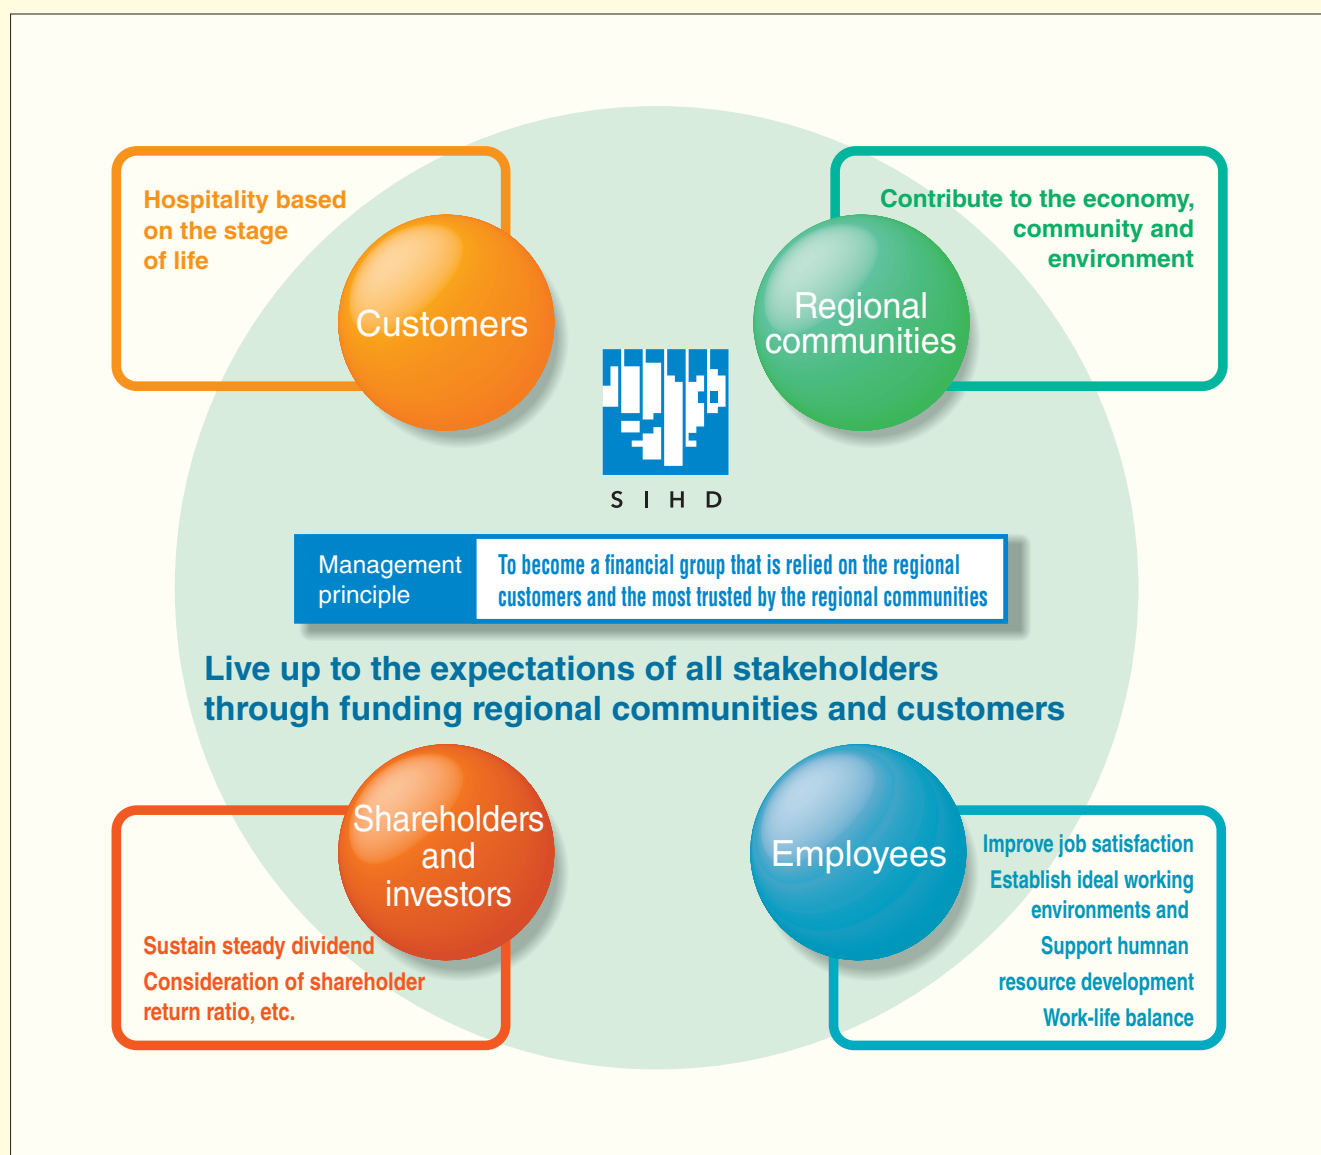 Hospitality based
on the stage
of life
Customers
Contribute to the economy,
community and
environment
Regional
communities
S I H D
Management
principle
To become a financial group that is relied on the regional
customers and the most trusted by the regional communities
Live up to the expectations of all stakeholders
through funding regional communities and customers
Shareholders
and
investors
Sustain steady dividend
Consideration of shareholder
return ratio, etc.
Employees
Improve job satisfaction
Establish ideal working
environments and
Support humnan
resource development
Work-life balance